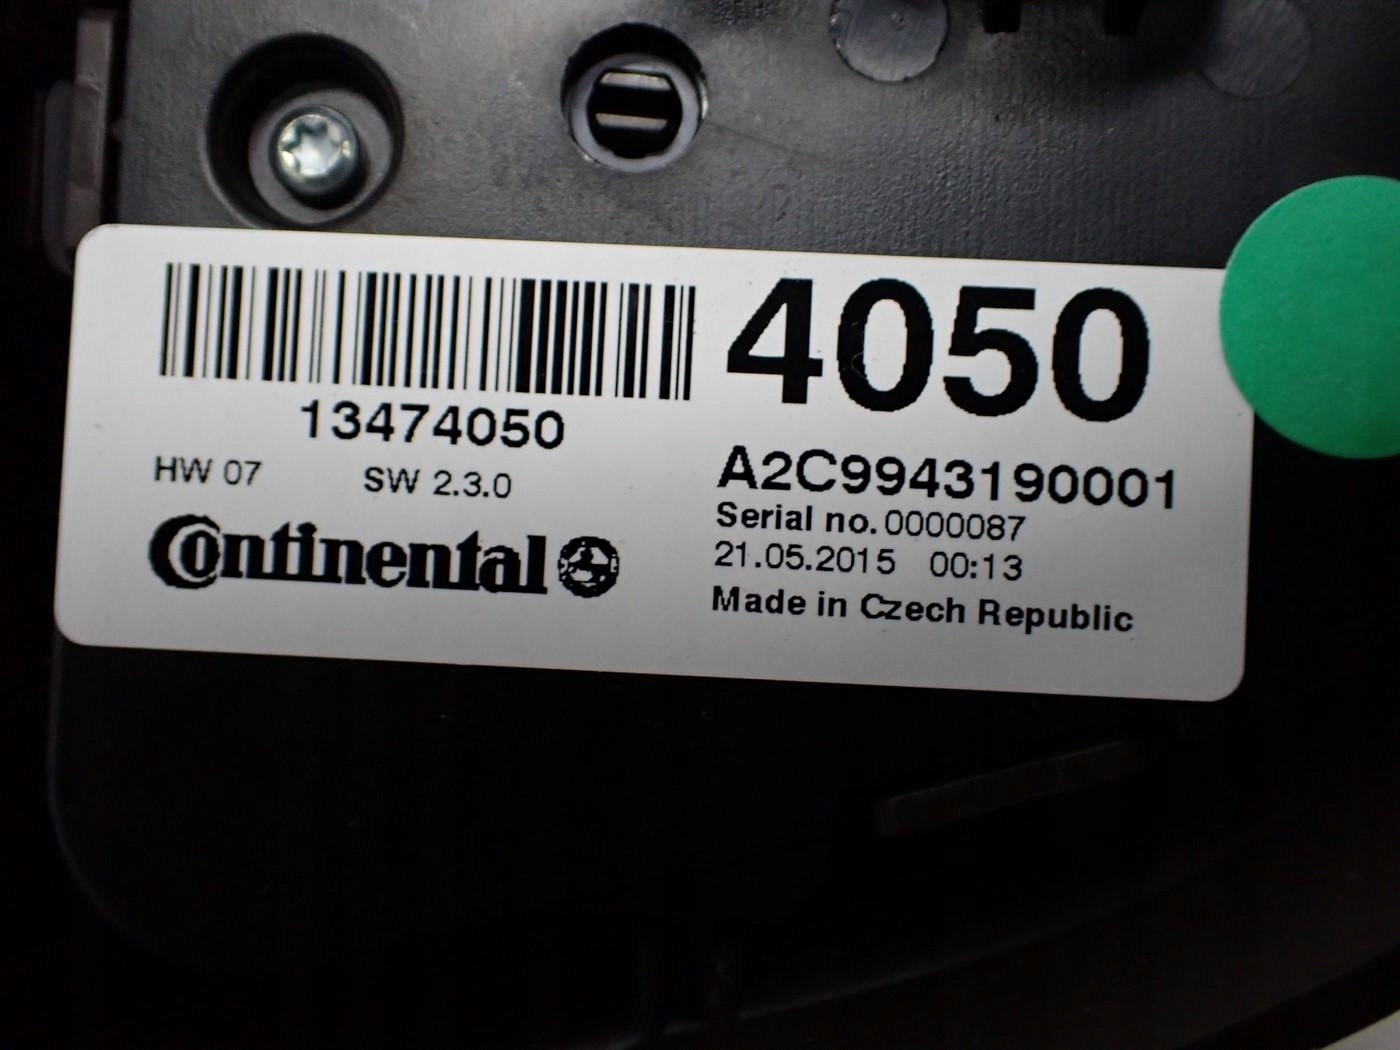 13474050
HW 07 SW 2.3.0
Continental
4050
A2C9943190001
Serial no. 0000087
21.05.2015 00:13
Made in Czech Republic